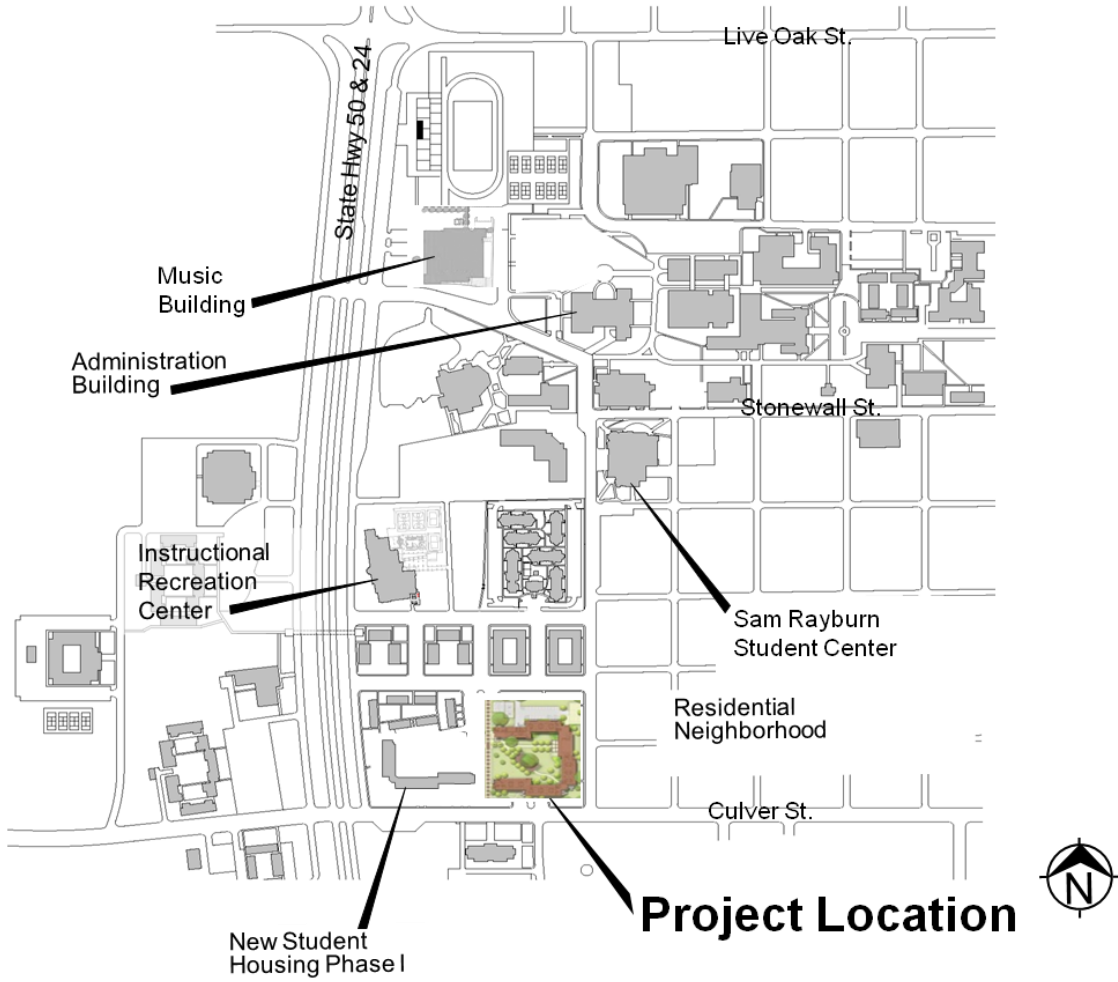 Live Oak St.
State Hwy 50 & 24
Music
Building
Administration
Building
Stonewall St.
Instructional
Recreation
Center
Sam Rayburn
Student Center
Residential
Neighborhood
Culver St.
N
Project Location
New Student
Housing Phase I